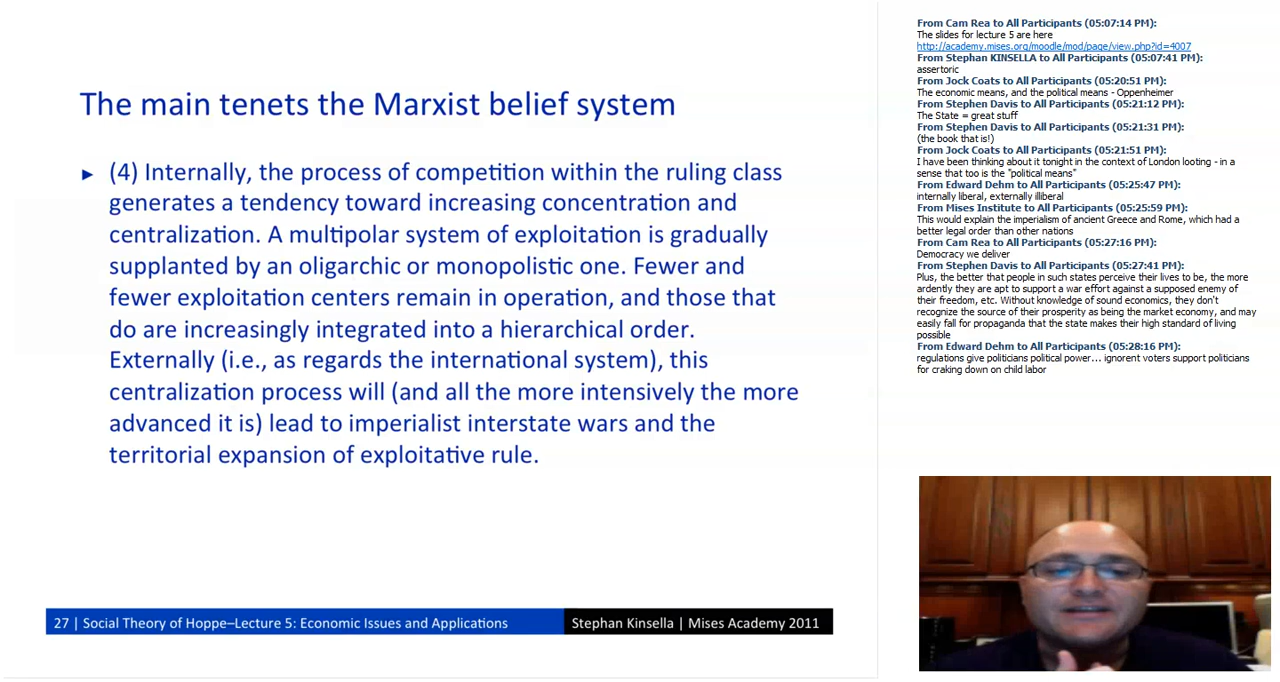 The main tenets the Marxist belief system
► (4) Internally, the process of competition within the ruling class
generates a tendency toward increasing concentration and
centralization. A multipolar system of exploitation is gradually
supplanted by an oligarchic or monopolistic one. Fewer and
fewer exploitation centers remain in operation, and those that
do are increasingly integrated into a hierarchical order.
Externally (i.e., as regards the international system), this
centralization process will (and all the more intensively the more
advanced it is) lead to imperialist interstate wars and the
territorial expansion of exploitative rule.
27 | Social Theory of Hoppe–Lecture 5: Economic Issues and Applications
Stephan Kinsella | Mises Academy 2011
From Cam Rea to All Participants (05:07:14 PM):
The slides for lecture 5 are here
http://academy.mises.org/moodle/mod/page/view.php?id=4007
From Stephan KINSELLA to All Participants (05:07:41 PM):
assertoric
From Jock Coats to All Participants (05:20:51 PM):
The economic means, and the political means - Oppenheimer
From Stephen Davis to All Participants (05:21:12 PM):
The State = great stuff
From Stephen Davis to All Participants (05:21:31 PM):
(the book that is!)
From Jock Coats to All Participants (05:21:51 PM):
I have been thinking about it tonight in the context of London looting - in a
sense that too is the "political means"
From Edward Dehm to All Participants (05:25:47 PM):
internally liberal, externally illiberal
From Mises Institute to All Participants (05:25:59 PM):
This would explain the imperialism of ancient Greece and Rome, which had a
better legal order than other nations
From Cam Rea to All Participants (05:27:16 PM):
Democracy we deliver
From Stephen Davis to All Participants (05:27:41 PM):
Plus, the better that people in such states perceive their lives to be, the more
ardently they are apt to support a war effort against a supposed enemy of
their freedom, etc. Without knowledge of sound economics, they don't
recognize the source of their prosperity as being the market economy, and may
easily fall for propaganda that the state makes their high standard of living
possible
From Edward Dehm to All Participants (05:28:16 PM):
regulations give politicians political power... ignorent voters support politicians
for craking down on child labor